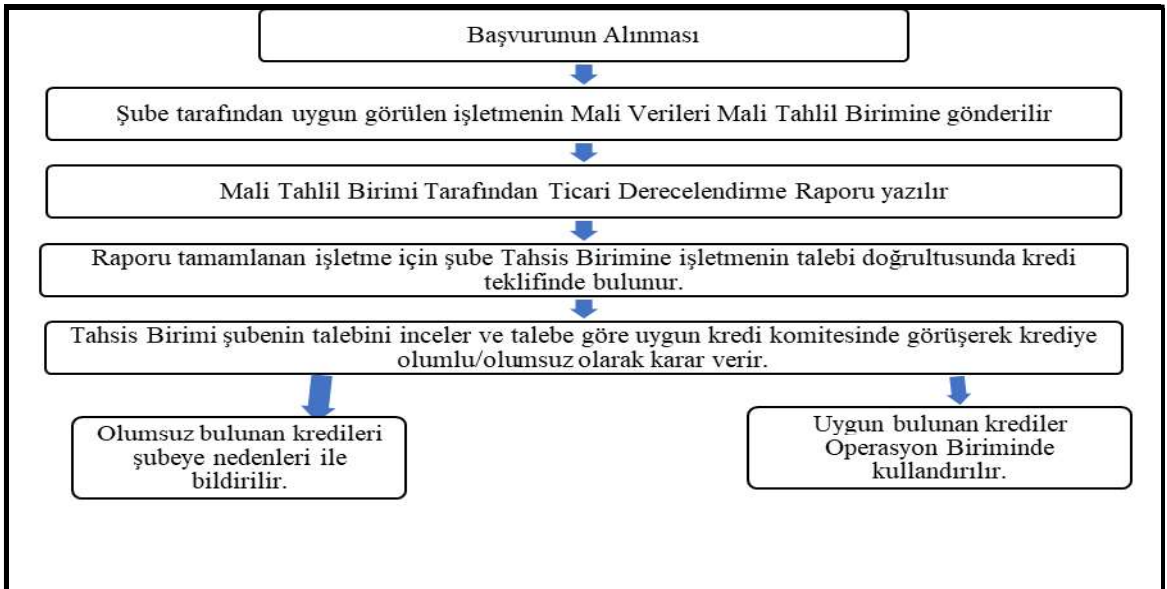 Başvurunun Alınması
Şube tarafından uygun görülen işletmenin Mali Verileri Mali Tahlil Birimine gönderilir
Mali Tahlil Birimi Tarafından Ticari Derecelendirme Raporu yazılır
Raporu tamamlanan işletme için şube Tahsis Birimine işletmenin talebi doğrultusunda kredi
teklifinde bulunur.
Tahsis Birimi şubenin talebini inceler ve talebe göre uygun kredi komitesinde görüşerek krediye
olumlu/olumsuz olarak karar verir.
Olumsuz bulunan kredileri
şubeye nedenleri ile
bildirilir.
Uygun bulunan krediler
Operasyon Biriminde
kullandırılır.